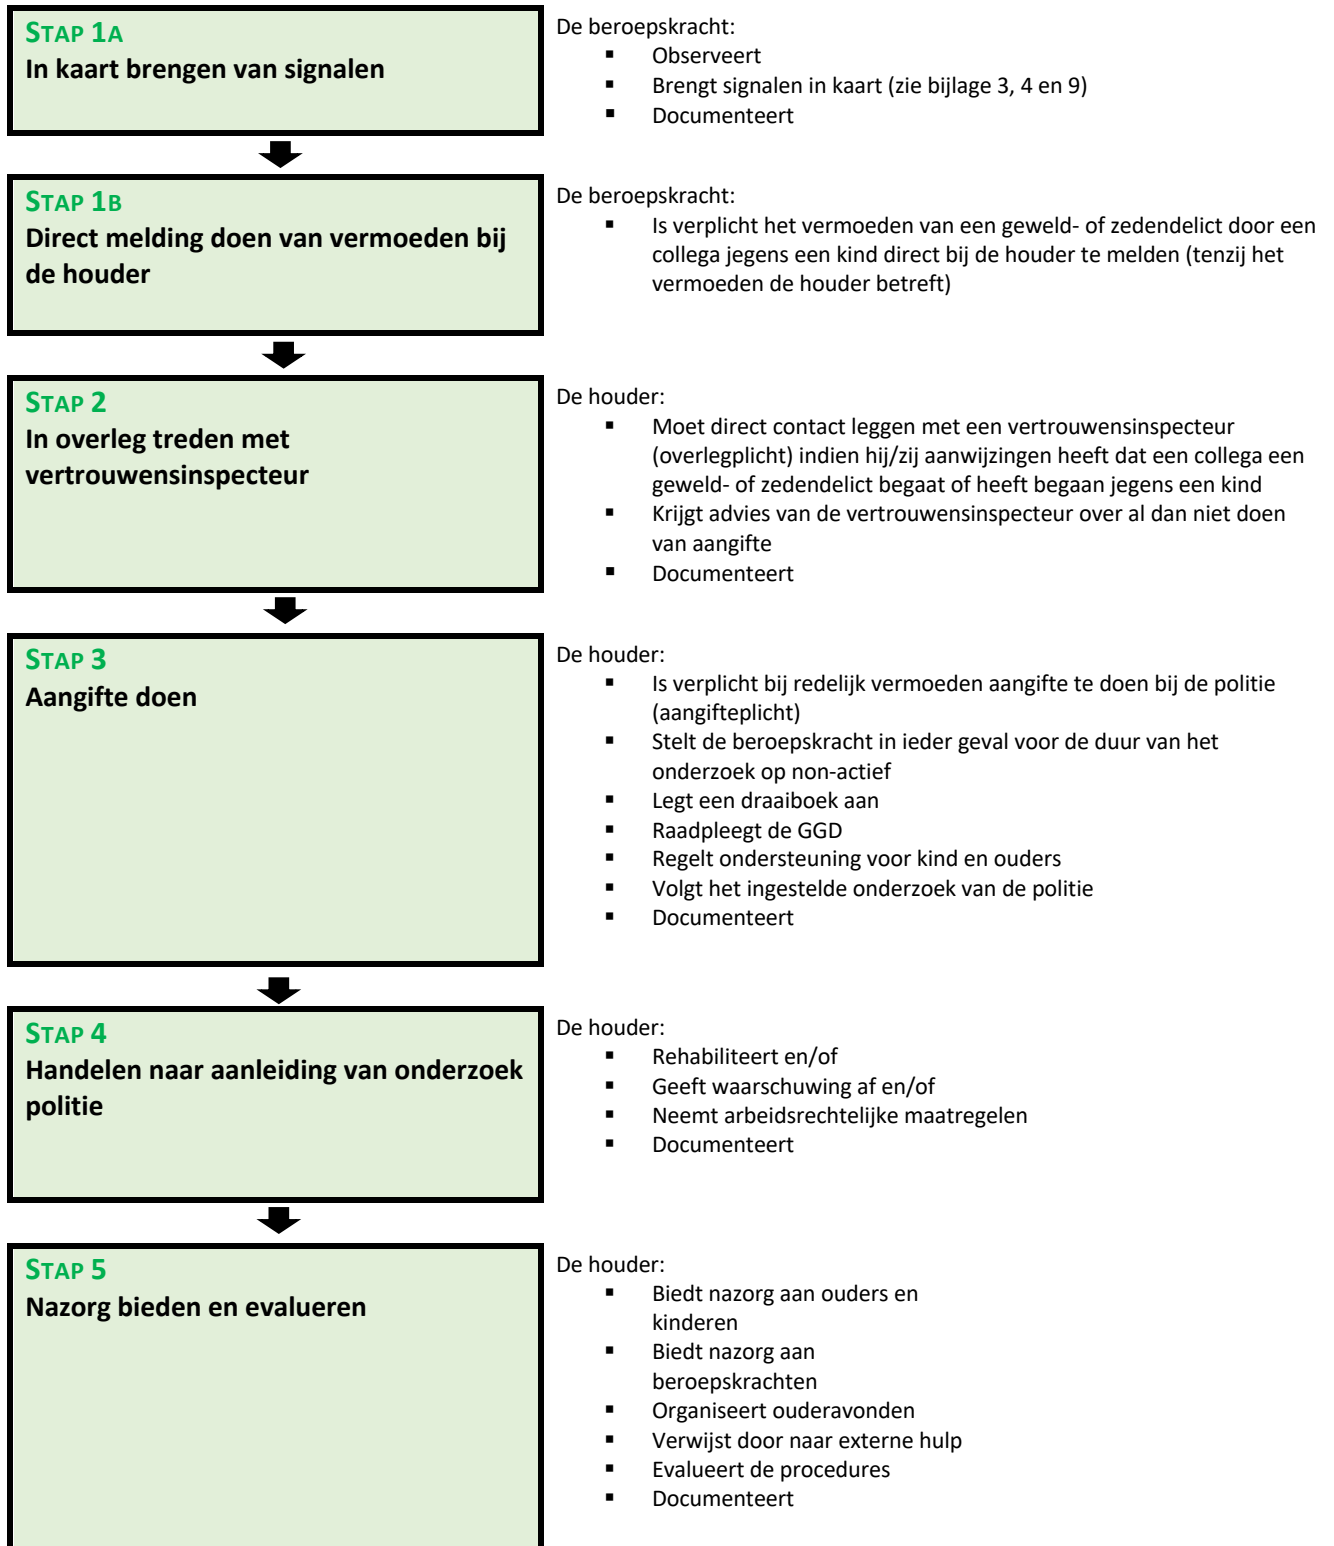 STAP 1A
In kaart brengen van signalen
De beroepskracht:
▪ Observeert
▪ Brengt signalen in kaart (zie bijlage 3, 4 en 9)
▪ Documenteert
STAP 1B
Direct melding doen van vermoeden bij
de houder
De beroepskracht:
▪ Is verplicht het vermoeden van een geweld- of zedendelict door een
collega jegens een kind direct bij de houder te melden (tenzij het
vermoeden de houder betreft)
STAP 2
In overleg treden met
vertrouwensinspecteur
De houder:
▪ Moet direct contact leggen met een vertrouwensinspecteur
(overlegplicht) indien hij/zij aanwijzingen heeft dat een collega een
geweld- of zedendelict begaat of heeft begaan jegens een kind
▪ Krijgt advies van de vertrouwensinspecteur over al dan niet doen
van aangifte
▪ Documenteert
STAP 3
Aangifte doen
De houder:
▪ Is verplicht bij redelijk vermoeden aangifte te doen bij de politie
(aangifteplicht)
▪ Stelt de beroepskracht in ieder geval voor de duur van het
onderzoek op non-actief
▪ Legt een draaiboek aan
▪ Raadpleegt de GGD
▪ Regelt ondersteuning voor kind en ouders
▪ Volgt het ingestelde onderzoek van de politie
▪ Documenteert
STAP 4
Handelen naar aanleiding van onderzoek
politie
De houder:
▪ Rehabiliteert en/of
▪ Geeft waarschuwing af en/of
▪ Neemt arbeidsrechtelijke maatregelen
▪ Documenteert
STAP 5
Nazorg bieden en evalueren
De houder:
▪ Biedt nazorg aan ouders en
kinderen
▪ Biedt nazorg aan
beroepskrachten
▪ Organiseert ouderavonden
▪ Verwijst door naar externe hulp
▪ Evalueert de procedures
▪ Documenteert